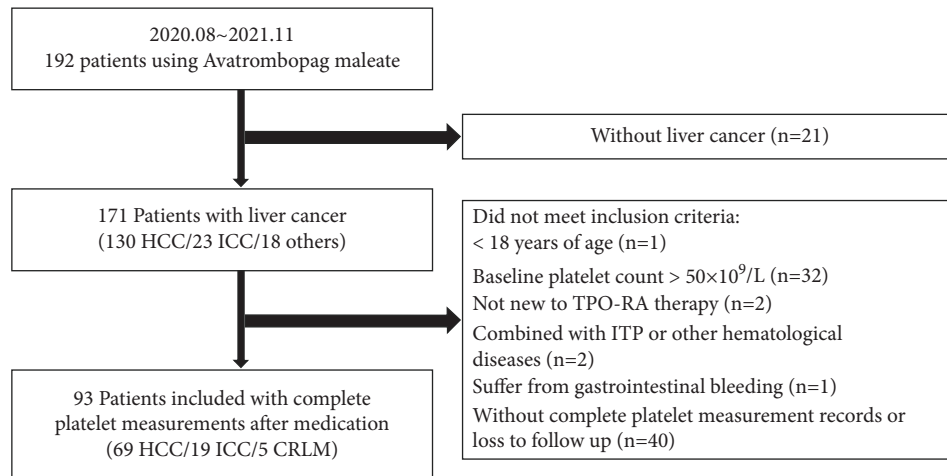 2020.08~2021.11
192 patients using Avatrombopag maleate
Without liver cancer (n=21)
171 Patients with liver cancer
(130 HCC/23 ICC/18 others)
Did not meet inclusion criteria:
< 18 years of age (n=1)
Baseline platelet count > 50×10⁹/L (n=32)
Not new to TPO-RA therapy (n=2)
Combined with ITP or other hematological
diseases (n=2)
Suffer from gastrointestinal bleeding (n=1)
Without complete platelet measurement records or
loss to follow up (n=40)
93 Patients included with complete
platelet measurements after medication
(69 HCC/19 ICC/5 CRLM)